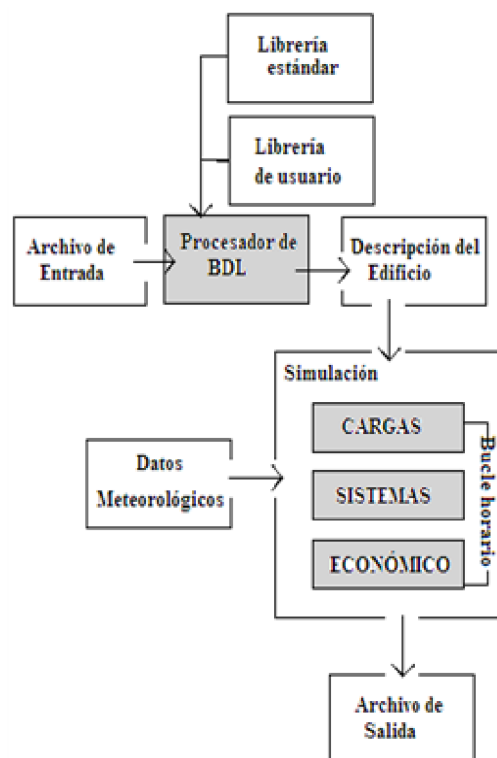 Librería
estándar
Librería
de usuario
Archivo de
Entrada
Procesador de
BDL
Descripción del
Edificio
Simulación
CARGAS
SISTEMAS
ECONÓMICO
Bucle horario
Datos
Meteorológicos
Archivo de
Salida